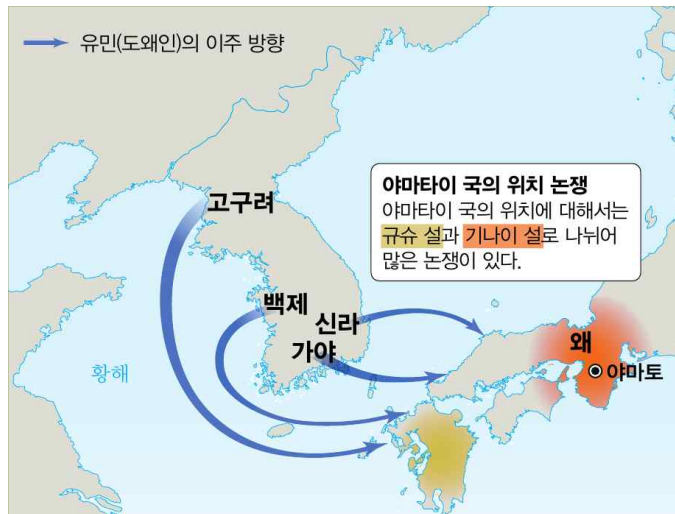 유민(도왜인)의 이주 방향
고구려
야마타이 국의 위치 논쟁
야마타이 국의 위치에 대해서는
규슈 설과 기나이 설로 나뉘어
많은 논쟁이 있다.
백제
신라
가야
왜
야마토
황해